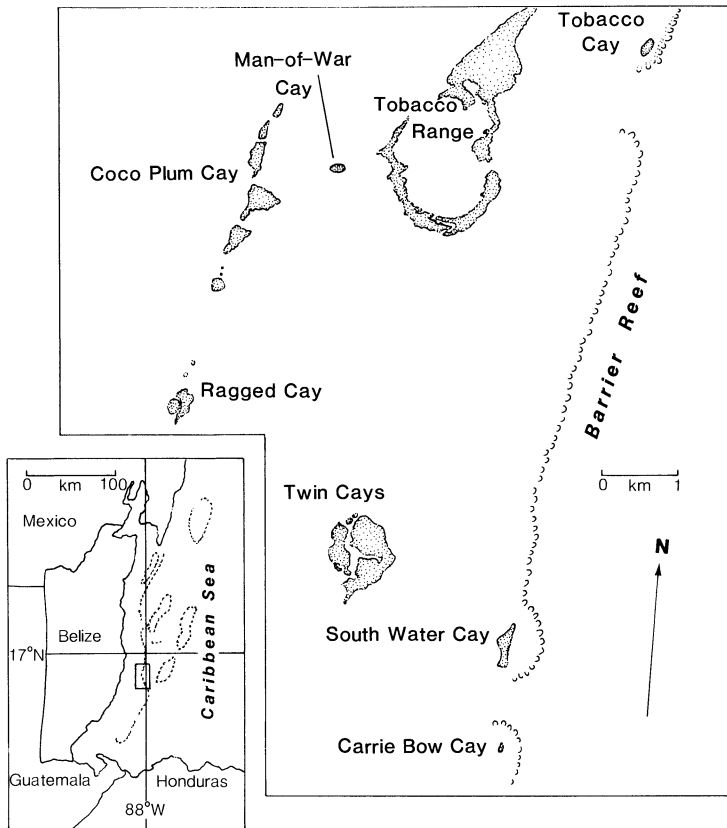 Tobacco
Cay
Man-of-War
Cay
Tobacco
Range
Coco Plum Cay
Barrier Reef
Ragged Cay
0 km 1
Twin Cays
N
South Water Cay
Carrie Bow Cay
0 km 100
Mexico
Caribbean Sea
Belize
17°N
Guatemala
Honduras
88°W